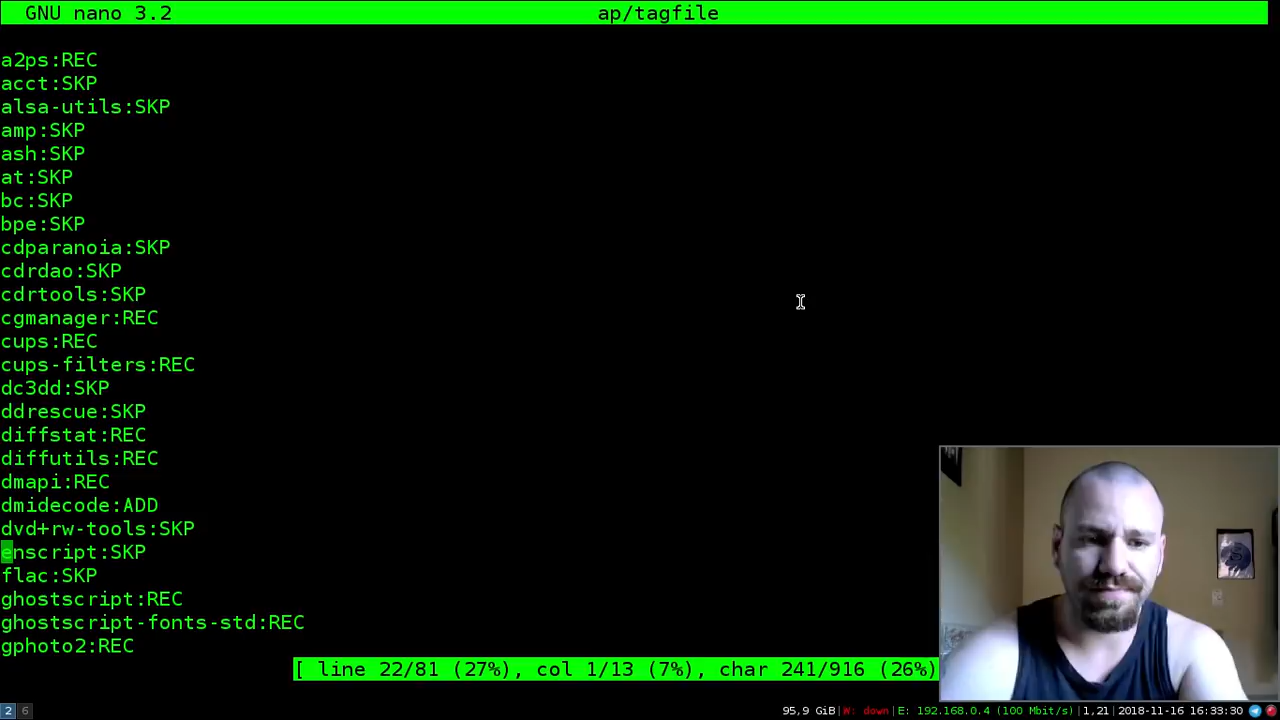 GNU nano 3.2 ap/tagfile
a2ps:REC
acct:SKP
alsa-utils:SKP
amp:SKP
ash:SKP
at:SKP
bc:SKP
bpe:SKP
cdparanoia:SKP
cdrdao:SKP
cdrtools:SKP
cgmanager:REC
cups:REC
cups-filters:REC
dc3dd:SKP
ddrescue:SKP
diffstat:REC
diffutils:REC
dmapi:REC
dmidecode:ADD
dvd+rw-tools:SKP
enscript:SKP
flac:SKP
ghostscript:REC
ghostscript-fonts-std:REC
gphoto2:REC
[ line 22/81 (27%), col 1/13 (7%), char 241/916 (26%)
2 6 95,9 GiB|W: down|E: 192.168.0.4 (100 Mbit/s)|1,21|2018-11-16 16:33:30